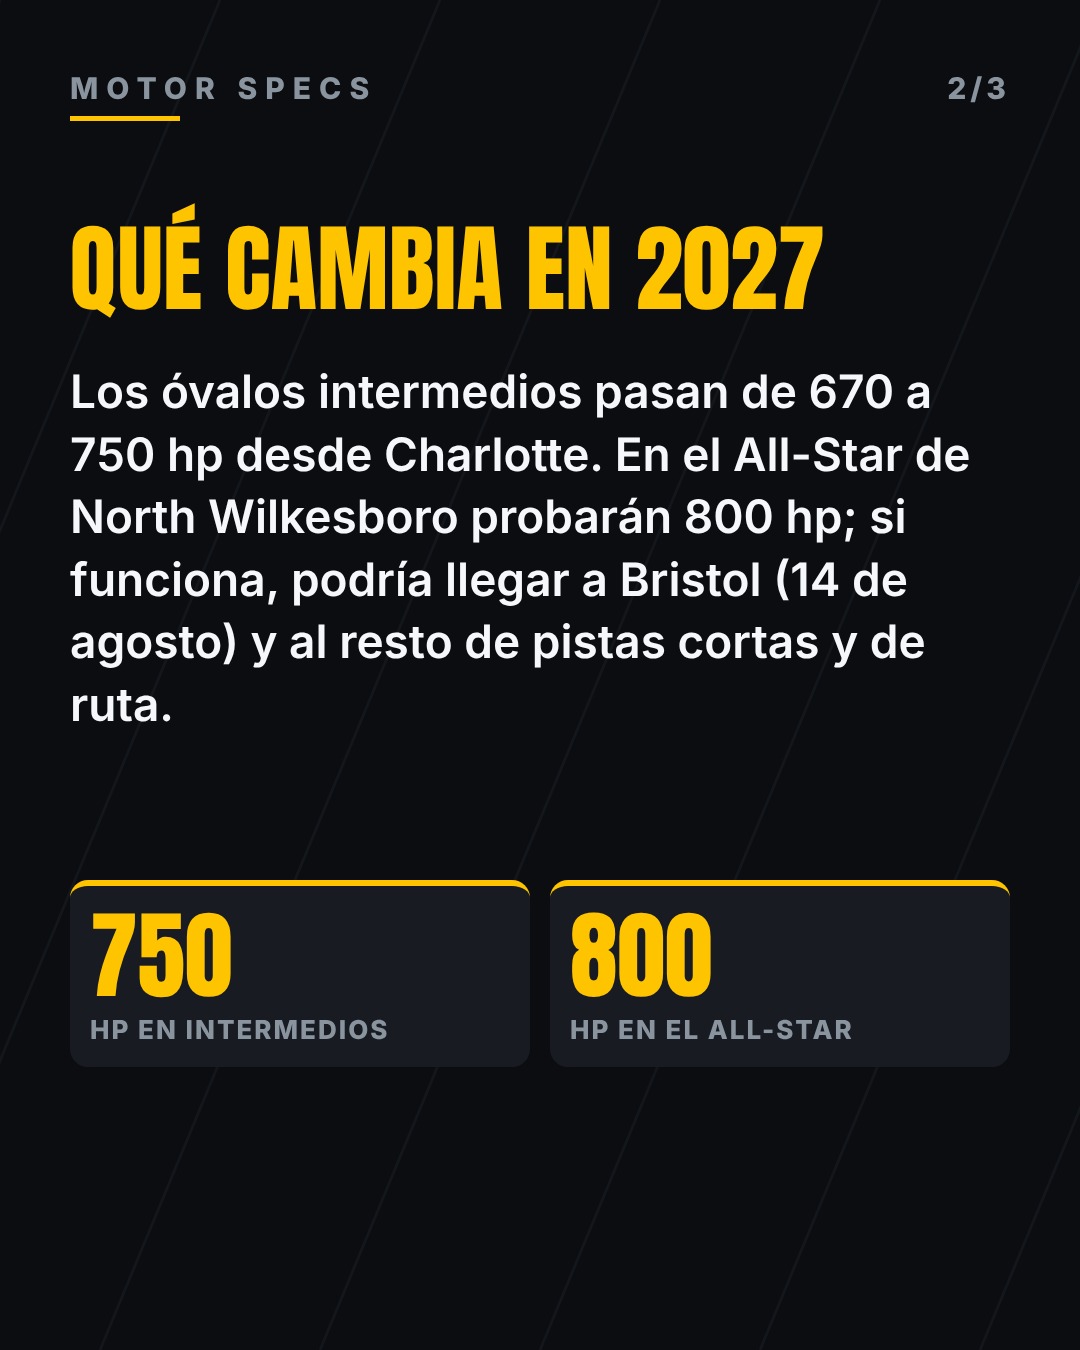 MOTOR SPECS
2/3
QUÉ CAMBIA EN 2027
Los óvalos intermedios pasan de 670 a
750 hp desde Charlotte. En el All-Star de
North Wilkesboro probarán 800 hp; si
funciona, podría llegar a Bristol (14 de
agosto) y al resto de pistas cortas y de
ruta.
750
HP EN INTERMEDIOS
800
HP EN EL ALL-STAR